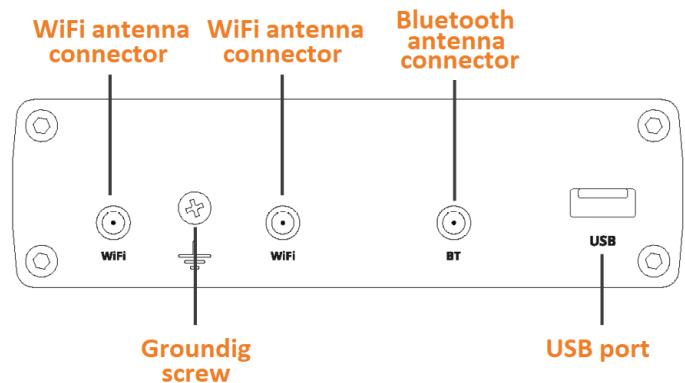 WiFi antenna
connector
WiFi antenna
connector
Bluetooth
antenna
connector
WiFi
WiFi
BT
USB
Groundig
screw
USB port